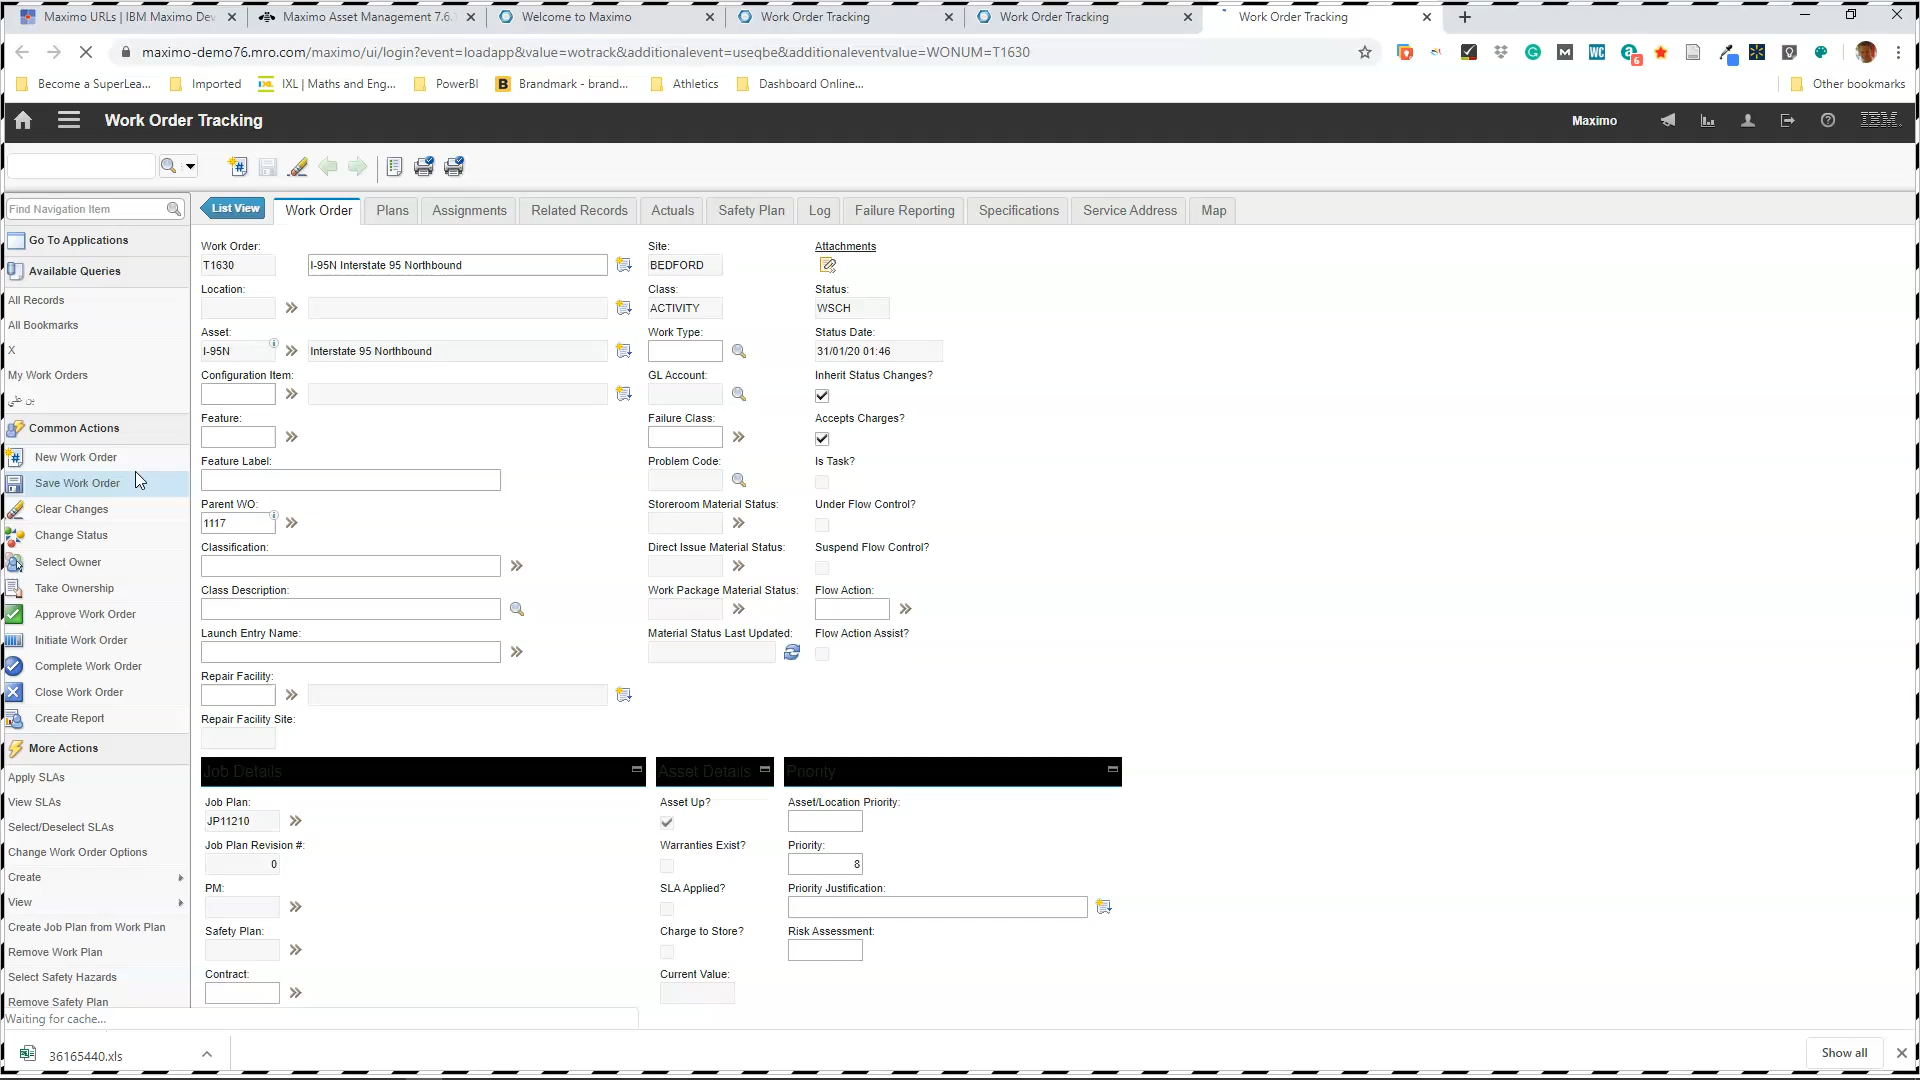 Maximo URLs | IBM Maximo Dev
Maximo Asset Management 7.6.
Welcome to Maximo
Work Order Tracking
Work Order Tracking
Work Order Tracking
maximo-demo76.mro.com/maximo/ui/login?event=loadapp&value=wotrack&additionalevent=useqbe&additionaleventvalue=WONUM=T1630
Become a SuperLea...
Imported
IXL | Maths and Eng...
PowerBI
Brandmark - brand...
Athletics
Dashboard Online...
Other bookmarks
Work Order Tracking
Maximo
IBM.
Find Navigation Item
Go To Applications
Available Queries
All Records
All Bookmarks
X
My Work Orders
بن علي
Common Actions
New Work Order
Save Work Order
Clear Changes
Change Status
Select Owner
Take Ownership
Approve Work Order
Initiate Work Order
Complete Work Order
Close Work Order
Create Report
More Actions
Apply SLAs
View SLAs
Select/Deselect SLAs
Change Work Order Options
Create
View
Create Job Plan from Work Plan
Remove Work Plan
Select Safety Hazards
Remove Safety Plan
Waiting for cache...
List View
Work Order
Plans
Assignments
Related Records
Actuals
Safety Plan
Log
Failure Reporting
Specifications
Service Address
Map
Work Order:
T1630
I-95N Interstate 95 Northbound
Location:
Asset:
I-95N
Interstate 95 Northbound
Configuration Item:
Feature:
Feature Label:
Parent WO:
1117
Classification:
Class Description:
Launch Entry Name:
Repair Facility:
Repair Facility Site:
Site:
BEDFORD
Class:
ACTIVITY
Work Type:
GL Account:
Failure Class:
Problem Code:
Storeroom Material Status:
Direct Issue Material Status:
Work Package Material Status:
Material Status Last Updated:
Attachments
Status:
WSCH
Status Date:
31/01/20 01:46
Inherit Status Changes?
Accepts Charges?
Is Task?
Under Flow Control?
Suspend Flow Control?
Flow Action:
Flow Action Assist?
Job Details
Job Plan:
JP11210
Job Plan Revision #:
0
PM:
Safety Plan:
Contract:
Asset Details
Asset Up?
Warranties Exist?
SLA Applied?
Charge to Store?
Current Value:
Priority
Asset/Location Priority:
Priority:
8
Priority Justification:
Risk Assessment:
36165440.xls
Show all